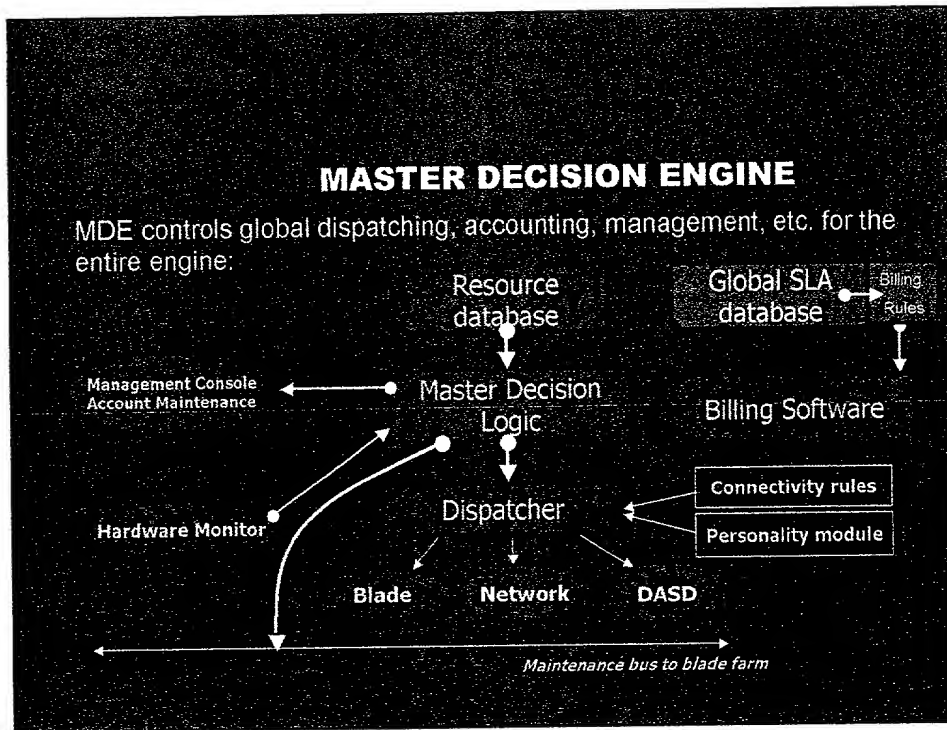 MASTER DECISION ENGINE
MDE controls global dispatching, accounting, management, etc. for the
entire engine:
Resource
database
Global SLA
database
Billing
Rules
Management Console
Account Maintenance
Master Decision
Logic
Billing Software
Hardware Monitor
Dispatcher
Connectivity rules
Personality module
Blade
Network
DASD
Maintenance bus to blade farm